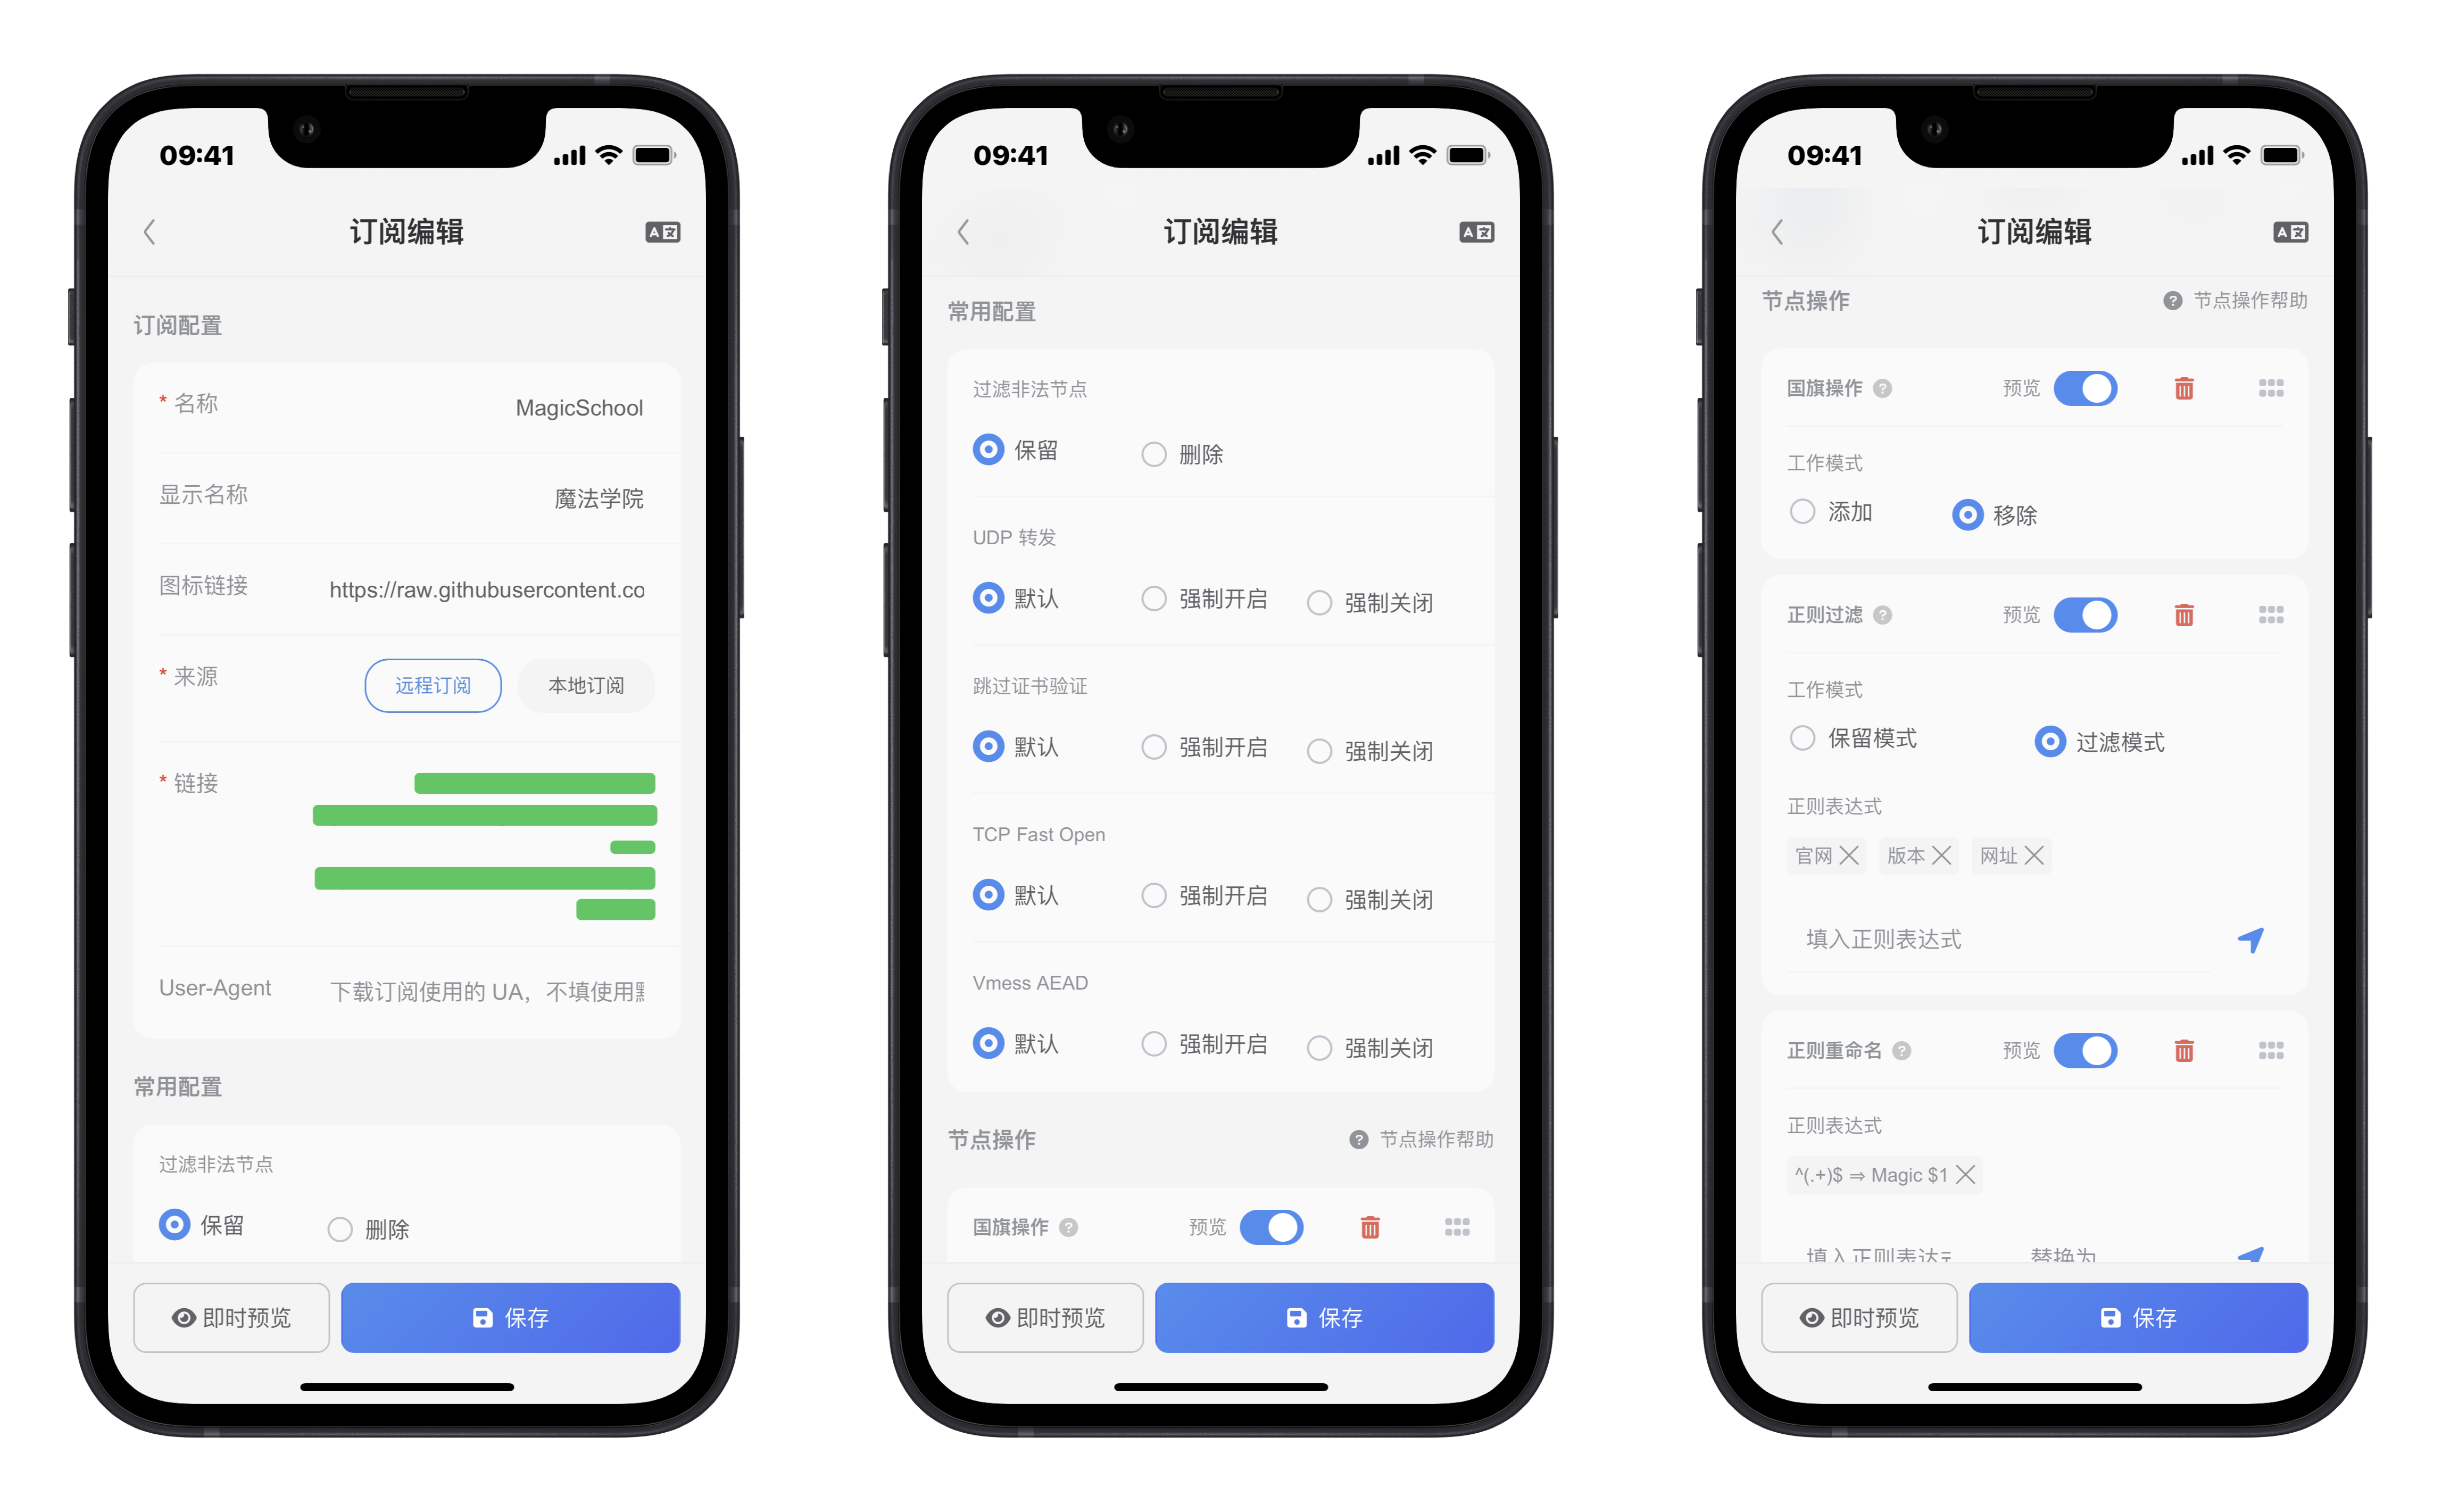 09:41
订阅编辑
订阅配置
* 名称 MagicSchool
显示名称 魔法学院
图标链接 https://raw.githubusercontent.co
* 来源 远程订阅 本地订阅
* 链接
User-Agent 下载订阅使用的 UA，不填使用
常用配置
过滤非法节点
保留 删除
即时预览 保存
09:41
订阅编辑
常用配置
过滤非法节点
保留 删除
UDP 转发
默认 强制开启 强制关闭
跳过证书验证
默认 强制开启 强制关闭
TCP Fast Open
默认 强制开启 强制关闭
Vmess AEAD
默认 强制开启 强制关闭
节点操作 节点操作帮助
国旗操作 预览
即时预览 保存
09:41
订阅编辑
节点操作 节点操作帮助
国旗操作 预览
工作模式
添加 移除
正则过滤 预览
工作模式
保留模式 过滤模式
正则表达式
官网 版本 网址
填入正则表达式
正则重命名 预览
正则表达式
^(.+)$ ⇒ Magic $1
填入正则表达 替换为
即时预览 保存